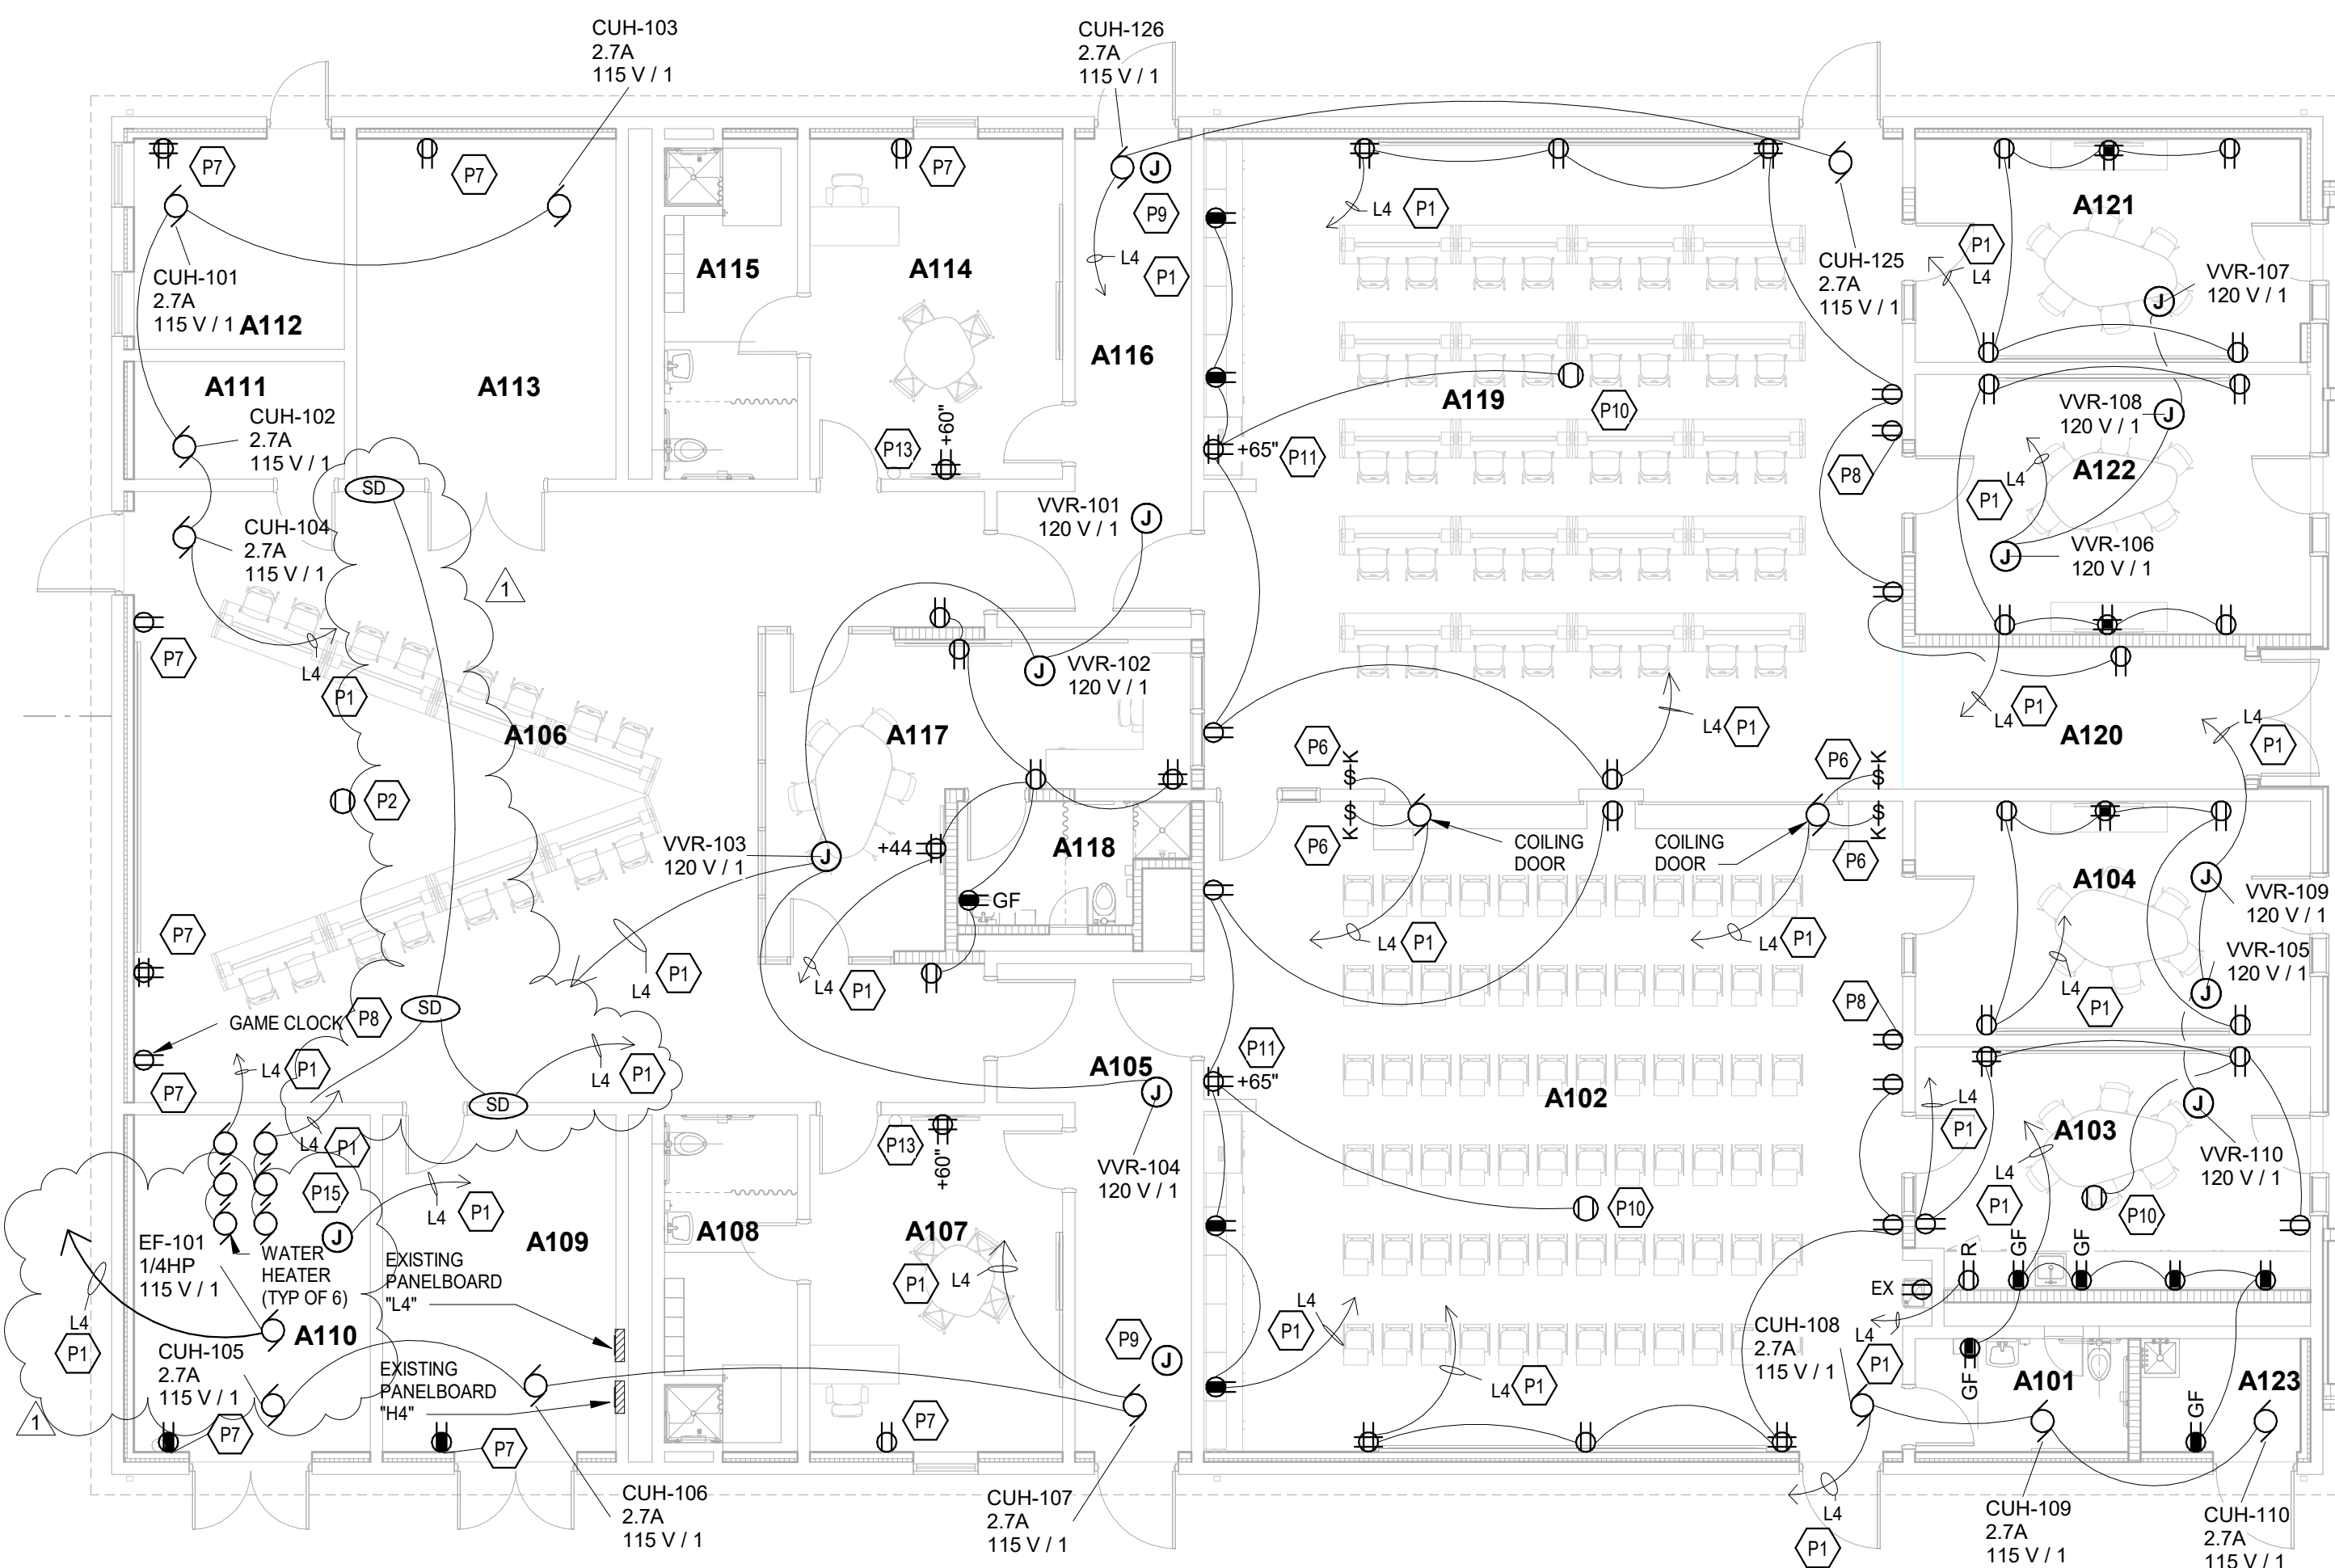 CUH-103
2.7A
115 V / 1
CUH-126
2.7A
115 V / 1
P7
P7
P7
J
P9
L4
P1
L4
P1
A121
P1
L4
VVR-107
120 V / 1
J
CUH-101
2.7A
115 V / 1
A112
A115
A114
CUH-125
2.7A
115 V / 1
A116
A111
A113
A119
P10
CUH-102
2.7A
115 V / 1
P13
+60"
+65"
P11
VVR-108
120 V / 1
J
P8
L4
A122
P1
SD
VVR-101
120 V / 1
J
CUH-104
2.7A
115 V / 1
1
VVR-106
120 V / 1
J
P7
L4
P1
J
VVR-102
120 V / 1
A106
A117
L4
P1
L4
P1
A120
L4
P1
P6
K
$
P6
K
$
P2
$
K
P6
$
K
P6
COILING
DOOR
COILING
DOOR
VVR-103
120 V / 1
J
+44
A118
GF
A104
J
VVR-109
120 V / 1
P7
L4
P1
L4
P1
L4
P1
L4
P1
VVR-105
120 V / 1
J
L4
P1
SD
GAME CLOCK
P8
P8
P7
L4
P1
L4
P1
SD
A105
J
P11
+65"
A102
L4
P1
A103
J
L4
P1
P15
J
L4
P1
P13
+60"
VVR-104
120 V / 1
L4
P1
VVR-110
120 V / 1
P10
P10
EF-101
1/4HP
115 V / 1
WATER
HEATER
(TYP OF 6)
A109
A108
A107
EXISTING
PANELBOARD
"L4"
P1
L4
R
GF
GF
EX
L4
P1
A110
L4
P1
P9
J
L4
P1
CUH-108
2.7A
115 V / 1
L4
P1
CUH-105
2.7A
115 V / 1
EXISTING
PANELBOARD
"H4"
L4
P1
GF
A101
A123
GF
1
P7
P7
P7
CUH-106
2.7A
115 V / 1
CUH-107
2.7A
115 V / 1
L4
P1
CUH-109
2.7A
115 V / 1
CUH-110
2.7A
115 V / 1